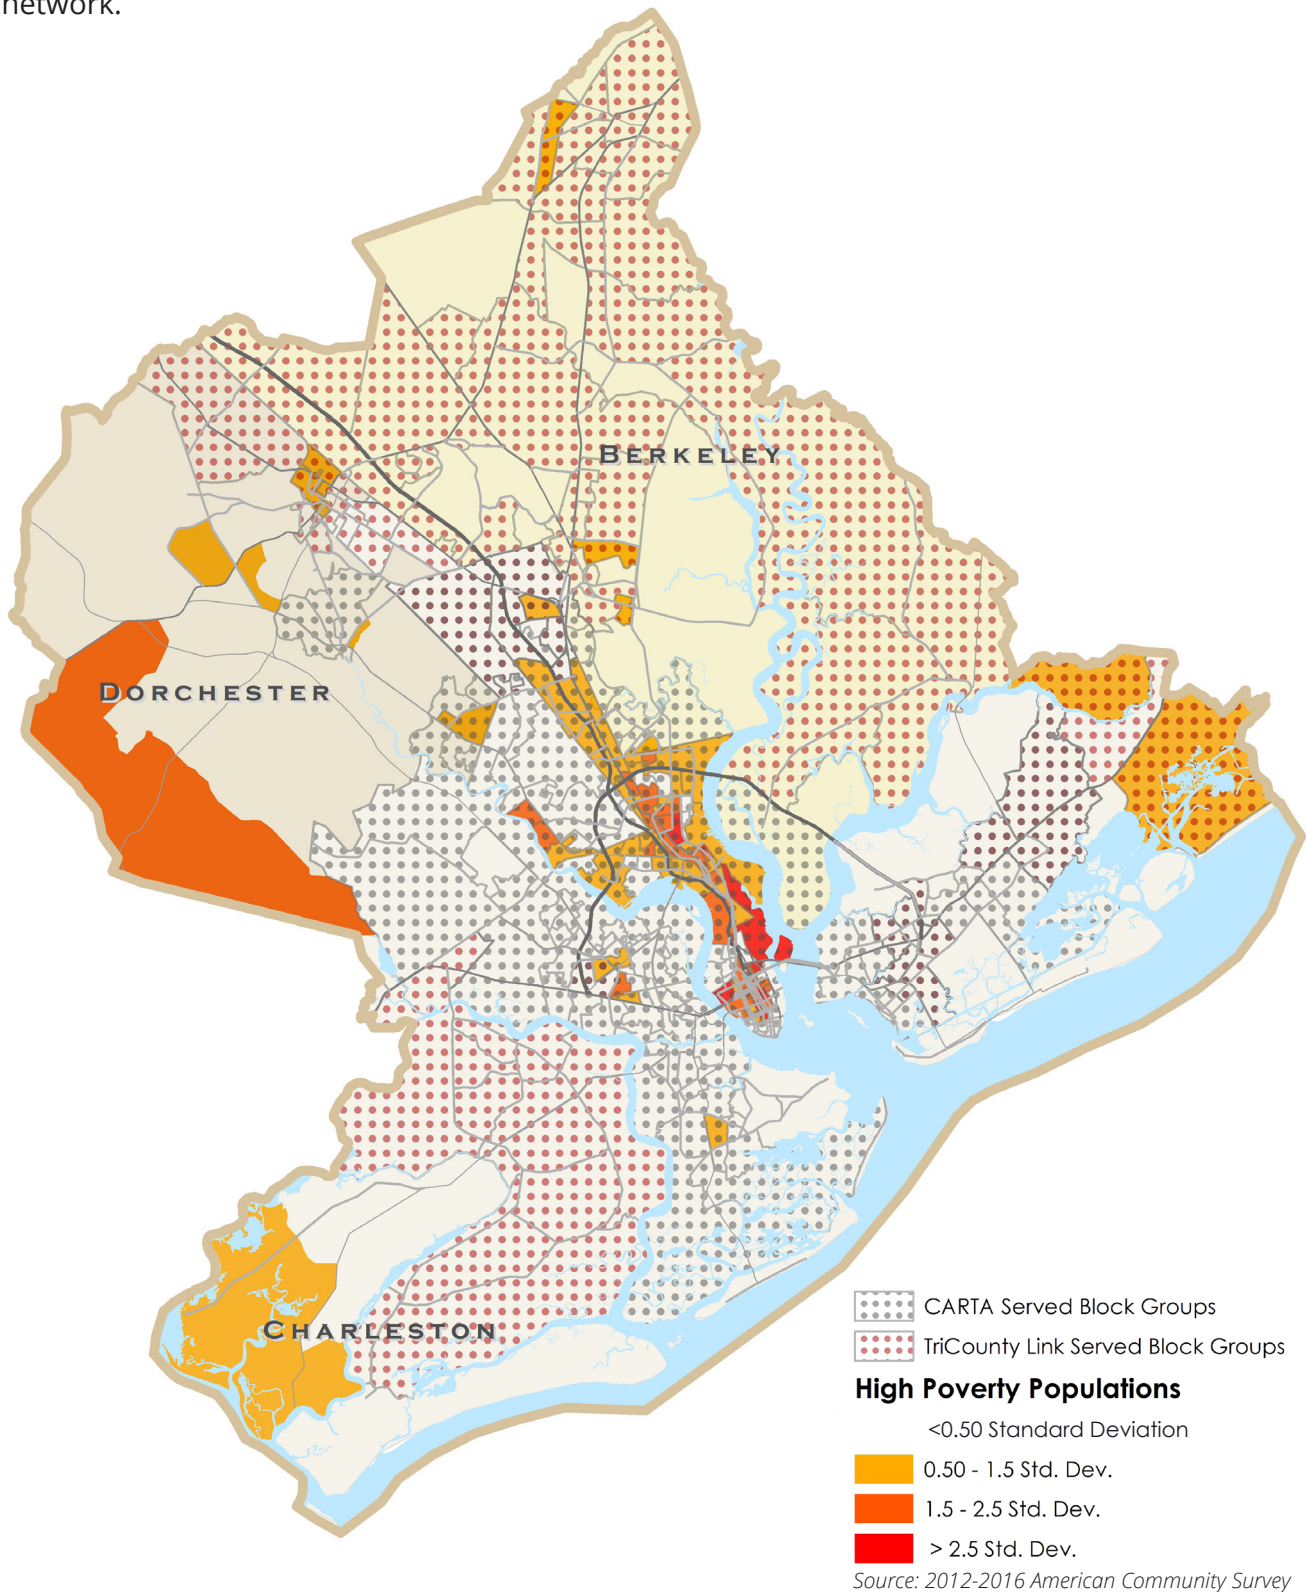 network.
BERKELEY
DORCHESTER
CHARLESTON
CARTA Served Block Groups
TriCounty Link Served Block Groups
High Poverty Populations
<0.50 Standard Deviation
0.50 - 1.5 Std. Dev.
1.5 - 2.5 Std. Dev.
> 2.5 Std. Dev.
Source: 2012-2016 American Community Survey